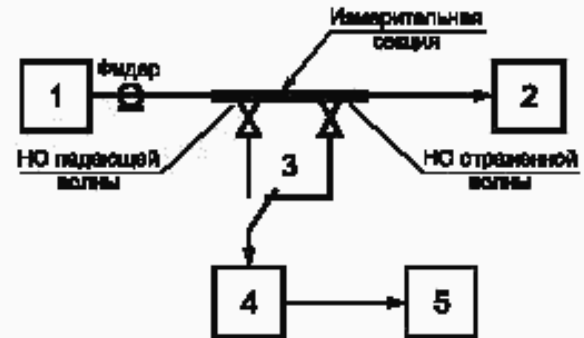 Измерительная
секция
Фидер
1
2
НО падающей
волны
3
НО отраженной
волны
4
5